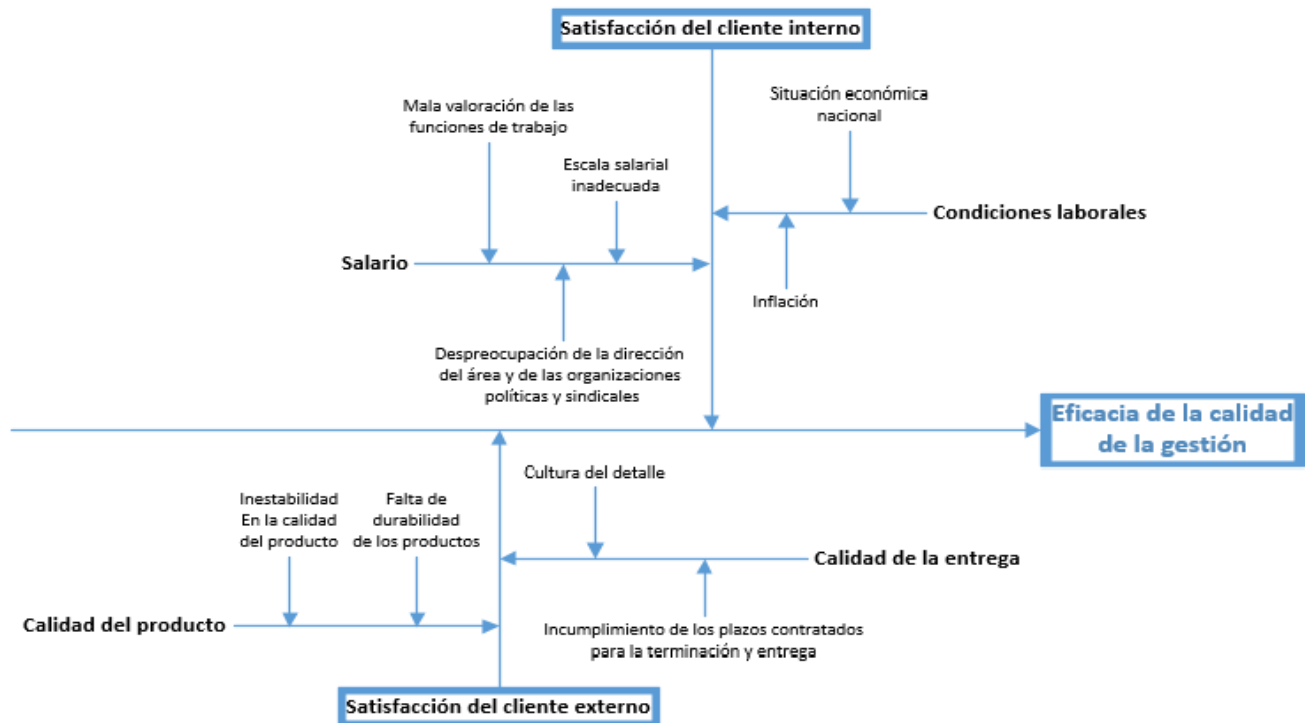 Satisfacción del cliente interno
Mala valoración de las
funciones de trabajo
Situación económica
nacional
Escala salarial
inadecuada
Condiciones laborales
Salario
Inflación
Despreocupación de la dirección
del área y de las organizaciones
políticas y sindicales
Eficacia de la calidad
de la gestión
Cultura del detalle
Inestabilidad
En la calidad
del producto
Falta de
durabilidad
de los productos
Calidad de la entrega
Calidad del producto
Incumplimiento de los plazos contratados
para la terminación y entrega
Satisfacción del cliente externo